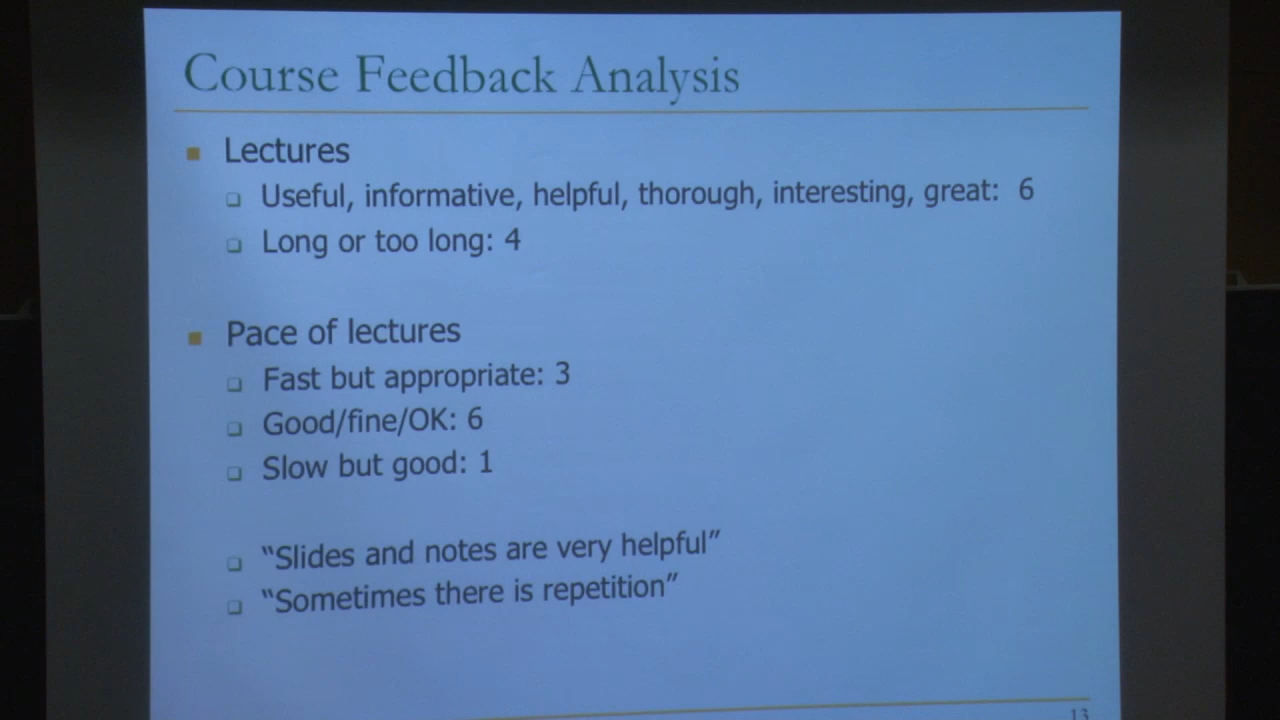 Course Feedback Analysis
Lectures
Useful, informative, helpful, thorough, interesting, great: 6
Long or too long: 4
Pace of lectures
Fast but appropriate: 3
Good/fine/OK: 6
Slow but good: 1
“Slides and notes are very helpful”
“Sometimes there is repetition”
13